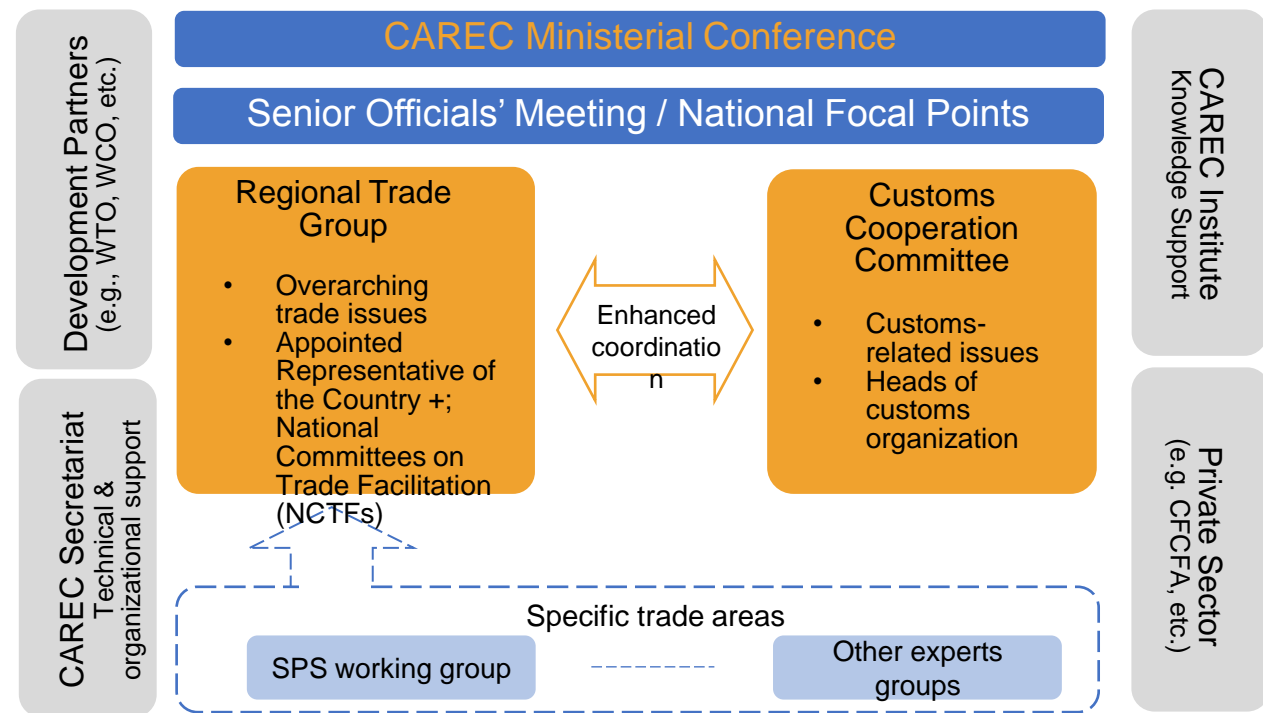 CAREC Ministerial Conference
Senior Officials’ Meeting / National Focal Points
Development Partners
(e.g., WTO, WCO, etc.)
CAREC Secretariat
Technical &
organizational support
Regional Trade
Group
• Overarching
trade issues
• Appointed
Representative of
the Country +;
National
Committees on
Trade Facilitation
(NCTFs)
Enhanced
coordinatio
n
Customs
Cooperation
Committee
• Customs-
related issues
• Heads of
customs
organization
CAREC Institute
Knowledge Support
Private Sector
(e.g. CFCFA, etc.)
Specific trade areas
SPS working group
Other experts
groups